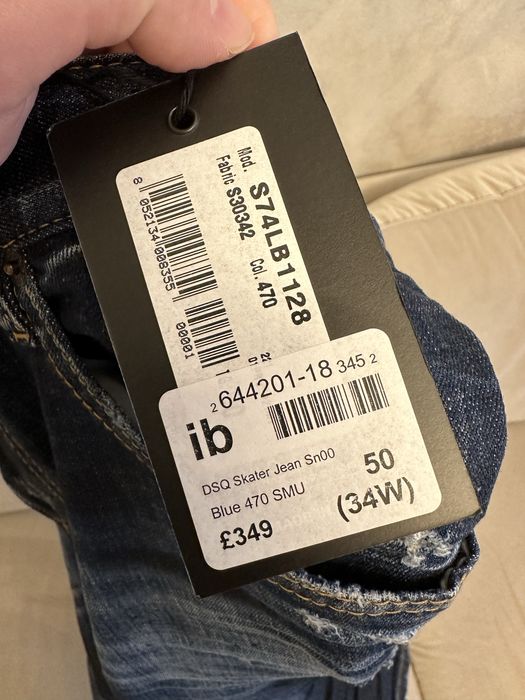 Mod. S74LB1128
Fabric S30342 Col. 470
8 052134 008355
00001
2 644201-18 345 2
ib
DSQ Skater Jean Sn00
Blue 470 SMU
£349
50
(34W)